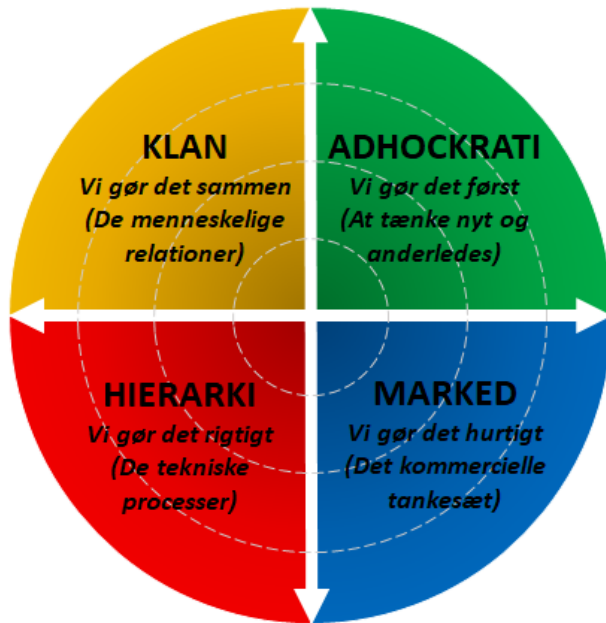 KLAN
Vi gør det sammen
(De menneskelige
relationer)
ADHOCKRATI
Vi gør det først
(At tænke nyt og
anderledes)
HIERARKI
Vi gør det rigtigt
(De tekniske
processer)
MARKED
Vi gør det hurtigt
(Det kommercielle
tankesæt)